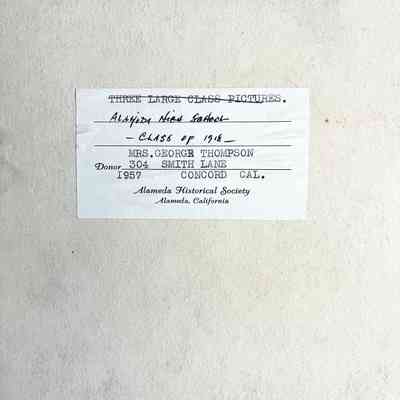 THREE LARGE CLASS PICTURES.
Alameda High School
— CLASS OF 1918 —
MRS.GEORGE THOMPSON
Donor 304 SMITH LANE
1957 CONCORD CAL.
Alameda Historical Society
Alameda, California